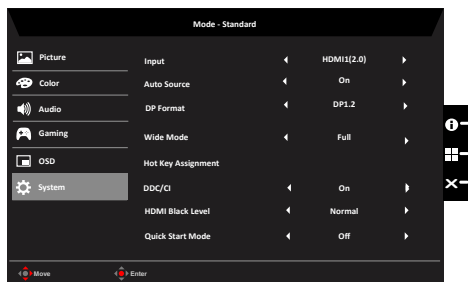 Mode - Standard
Picture
Color
Audio
Gaming
OSD
System
Input HDMI1(2.0)
Auto Source On
DP Format DP1.2
Wide Mode Full
Hot Key Assignment
DDC/CI On
HDMI Black Level Normal
Quick Start Mode Off
Move Enter